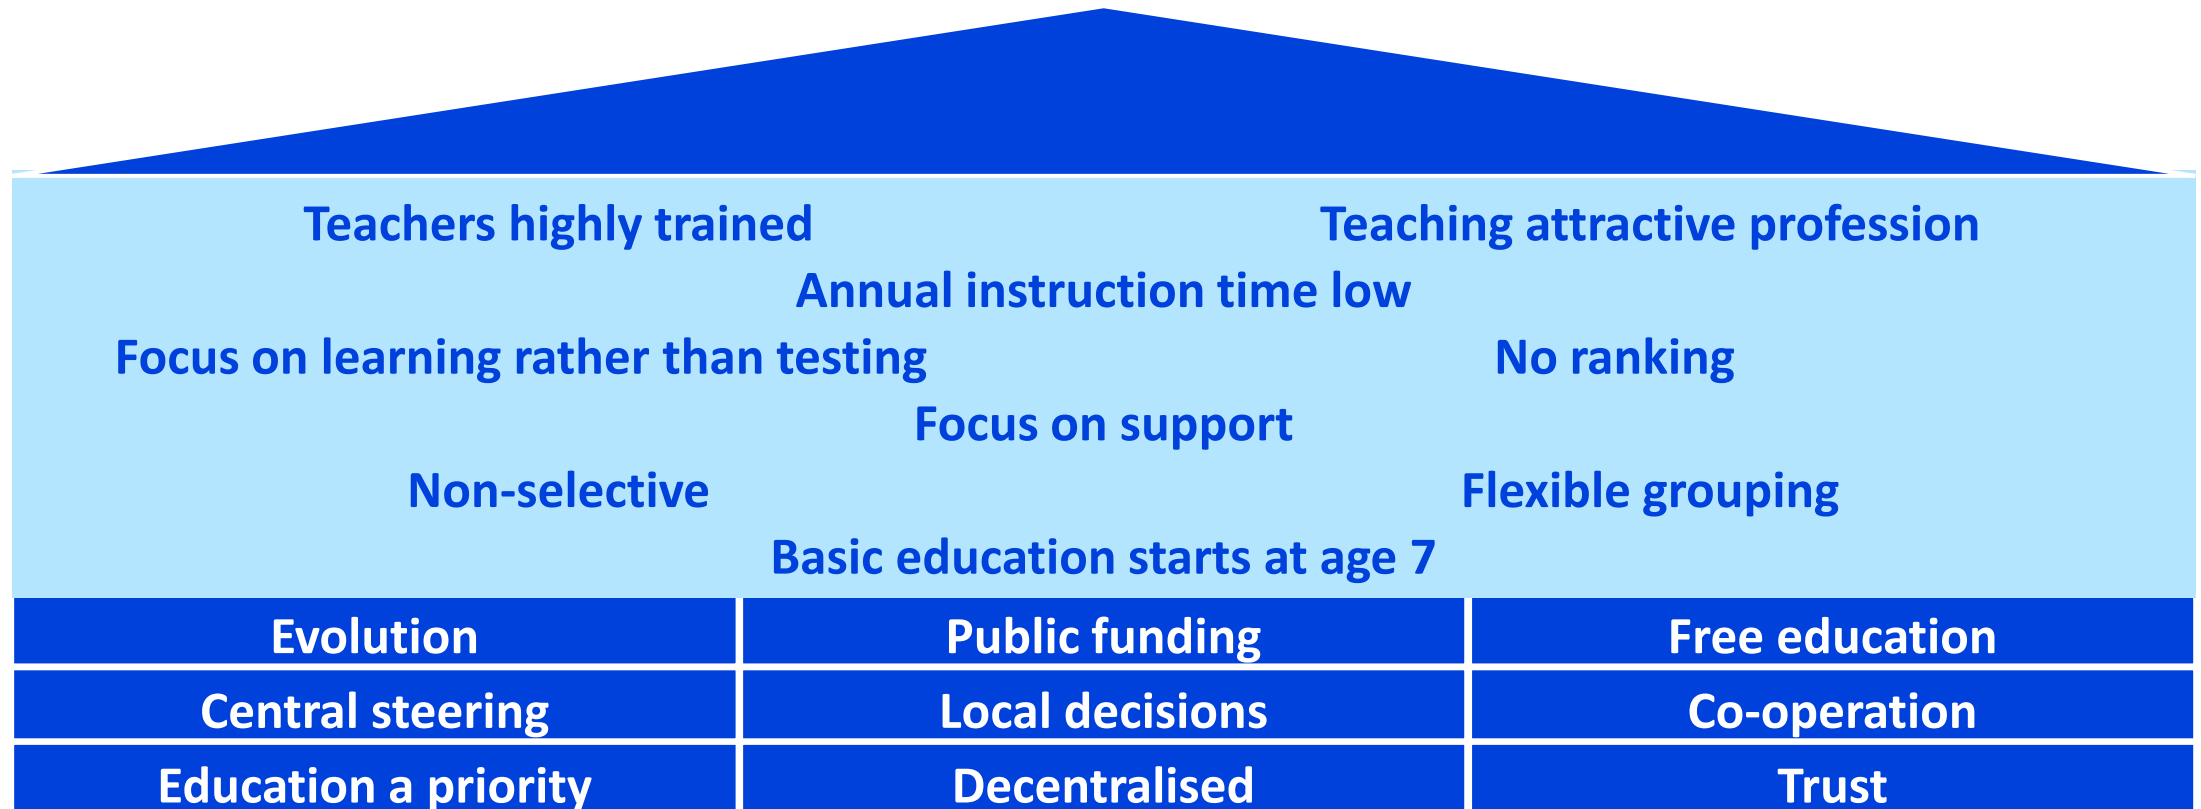 Teachers highly trained Teaching attractive profession
Annual instruction time low
Focus on learning rather than testing No ranking
Focus on support
Non-selective Flexible grouping
Basic education starts at age 7
Evolution Public funding Free education
Central steering Local decisions Co-operation
Education a priority Decentralised Trust